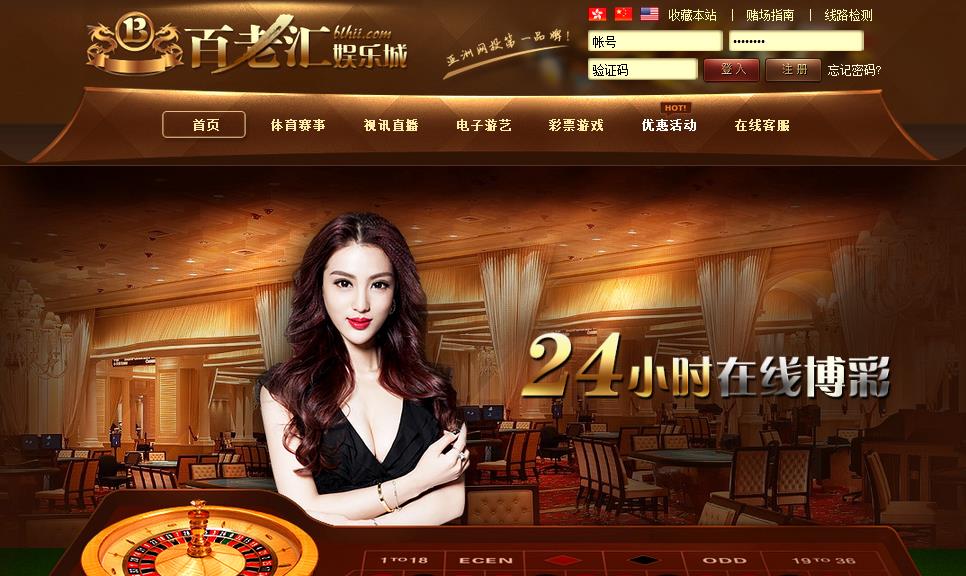 收藏本站 | 赌场指南 | 线路检测
13 百老汇 blhii.com 娱乐城
亚洲网投第一品牌!
帐号 ••••••••
验证码 登入 注册 忘记密码?
HOT!
首页 体育赛事 视讯直播 电子游艺 彩票游戏 优惠活动 在线客服
24小时在线博彩
1TO18 ECEN ODD 19TO36